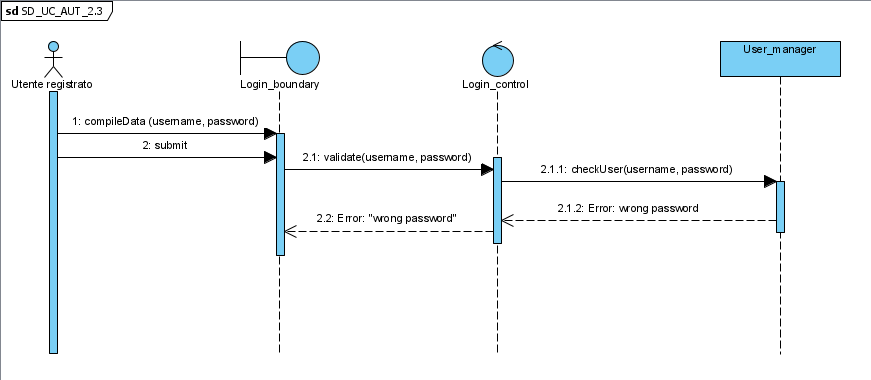 sd SD_UC_AUT_2.3
Utente registrato
Login_boundary
Login_control
User_manager
1: compileData (username, password)
2: submit
2.1: validate(username, password)
2.1.1: checkUser(username, password)
2.1.2: Error: wrong password
2.2: Error: "wrong password"